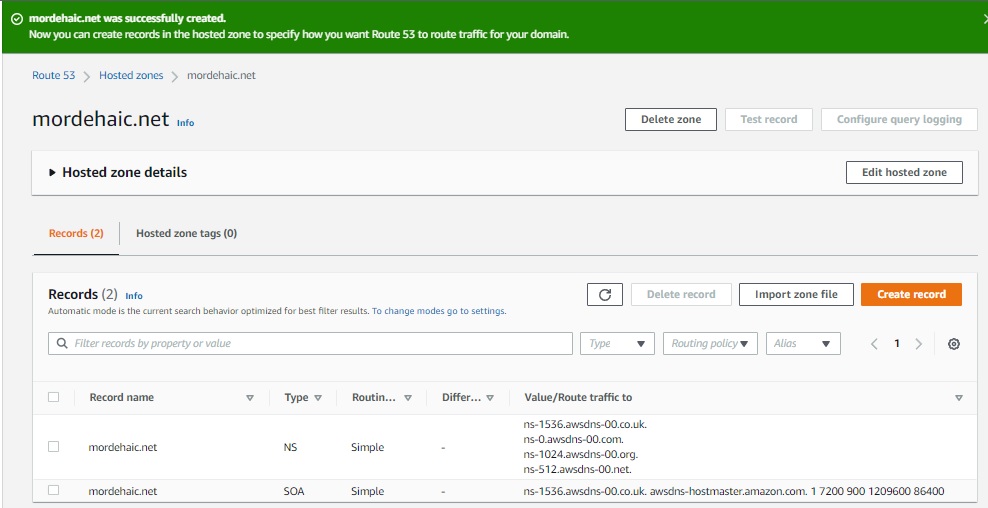 mordehaic.net was successfully created.
Now you can create records in the hosted zone to specify how you want Route 53 to route traffic for your domain.
Route 53 > Hosted zones > mordehaic.net
mordehaic.net Info
Delete zone Test record Configure query logging
Hosted zone details Edit hosted zone
Records (2) Hosted zone tags (0)
Records (2) Info
Delete record Import zone file Create record
Automatic mode is the current search behavior optimized for best filter results. To change modes go to settings.
Filter records by property or value Type Routing policy Alias 1
Record name Type Routin... Differ... Value/Route traffic to
mordehaic.net NS Simple -
ns-1536.awsdns-00.co.uk.
ns-0.awsdns-00.com.
ns-1024.awsdns-00.org.
ns-512.awsdns-00.net.
mordehaic.net SOA Simple - ns-1536.awsdns-00.co.uk. awsdns-hostmaster.amazon.com. 1 7200 900 1209600 86400